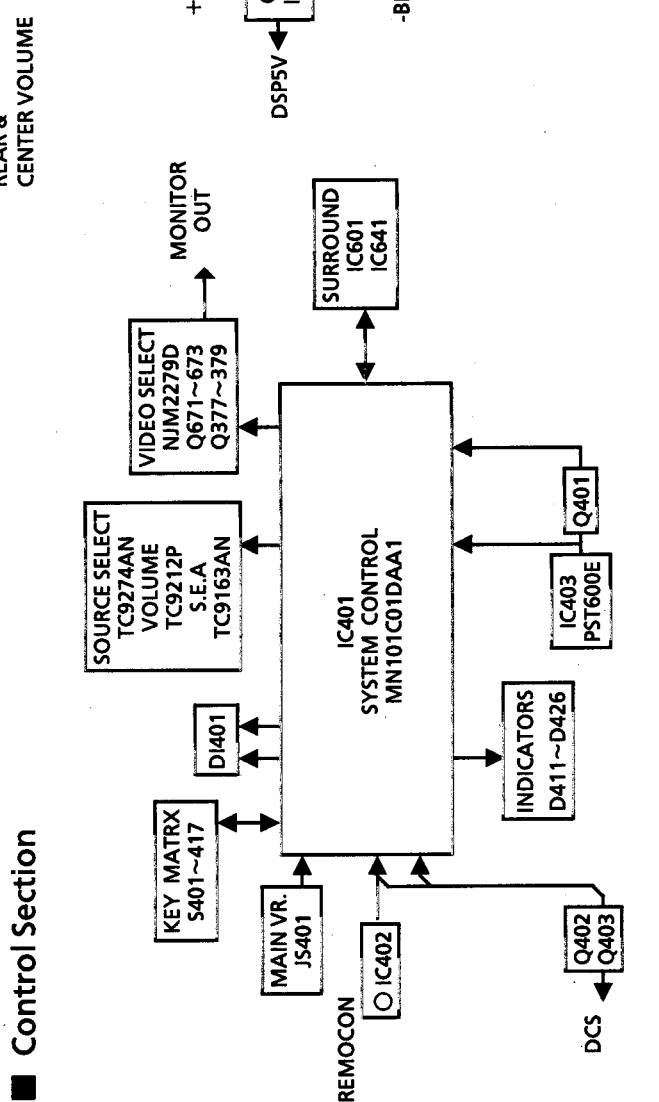 ■ Control Section
KEY MATRX
S401~417
DI401
SOURCE SELECT
TC9274AN
VOLUME
TC9212P
S.E.A
TC9163AN
VIDEO SELECT
NJM2279D
Q671~673
Q377~379
MONITOR
OUT
CENTER VOLUME
MAIN VR.
JS401
REMOCON
IC402
IC401
SYSTEM CONTROL
MN101C01DAA1
SURROUND
IC601
IC641
DSP5V
DCS
Q402
Q403
INDICATORS
D411~D426
IC403
PST600E
Q401